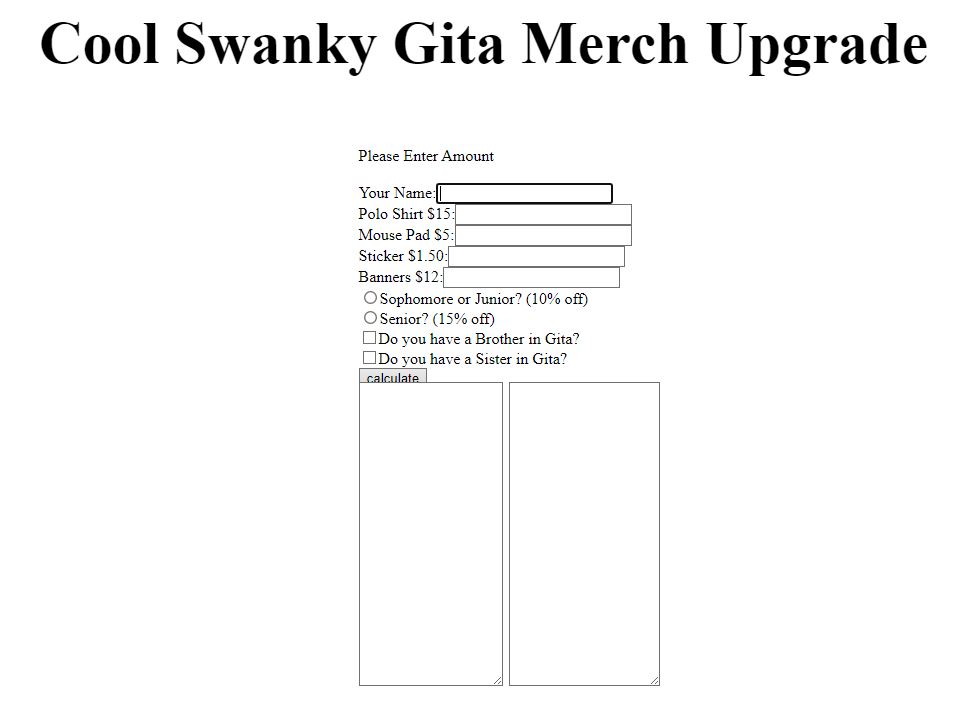 Cool Swanky Gita Merch Upgrade
Please Enter Amount
Your Name:
Polo Shirt $15:
Mouse Pad $5:
Sticker $1.50:
Banners $12:
Sophomore or Junior? (10% off)
Senior? (15% off)
Do you have a Brother in Gita?
Do you have a Sister in Gita?
calculate